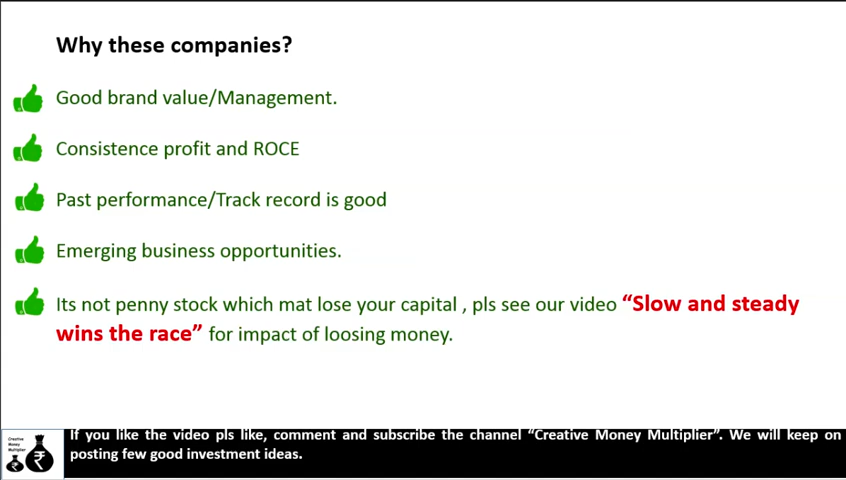 Why these companies?
Good brand value/Management.
Consistence profit and ROCE
Past performance/Track record is good
Emerging business opportunities.
Its not penny stock which mat lose your capital , pls see our video “Slow and steady
wins the race” for impact of loosing money.
Creative
Money
Multiplier
If you like the video pls like, comment and subscribe the channel “Creative Money Multiplier”. We will keep on
posting few good investment ideas.
₹
₹